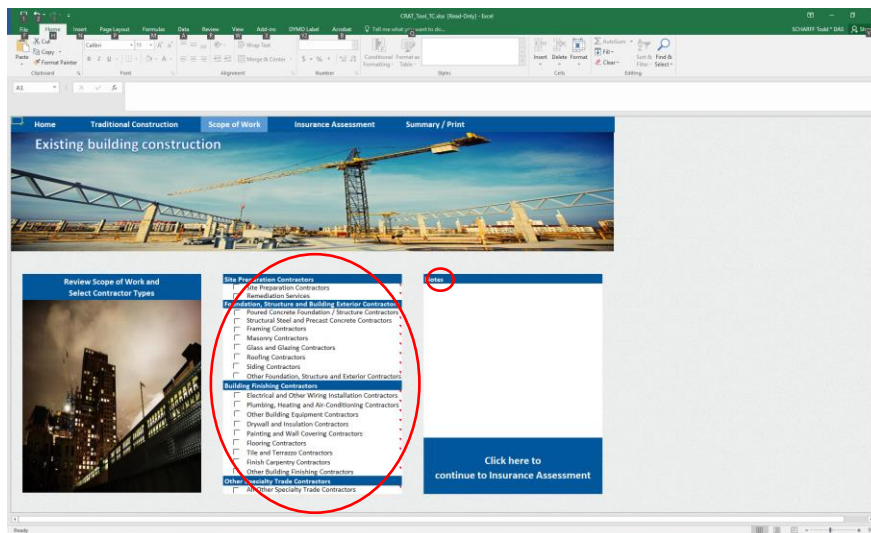 CRAT_Tool_TC.xlsx [Read-Only] - Excel
SCHARFF Todd * DAS
File Home Insert Page Layout Formulas Data Review View Add-ins DYMO Label Acrobat Tell me what you want to do...
Cut
Copy
Format Painter
Paste
Calibri
Wrap Text
Merge & Center
Conditional Formatting
Format as Table
Insert Delete Format
AutoSum
Fill
Clear
Sort & Filter
Find & Select
Clipboard Font Alignment Number Styles Cells Editing
A1
Home Traditional Construction Scope of Work Insurance Assessment Summary / Print
Existing building construction
Review Scope of Work and
Select Contractor Types
Site Preparation Contractors
Site Preparation Contractors
Remediation Services
Foundation, Structure and Building Exterior Contractors
Poured Concrete Foundation / Structure Contractors
Structural Steel and Precast Concrete Contractors
Framing Contractors
Masonry Contractors
Glass and Glazing Contractors
Roofing Contractors
Siding Contractors
Other Foundation, Structure and Exterior Contractors
Building Finishing Contractors
Electrical and Other Wiring Installation Contractors
Plumbing, Heating and Air-Conditioning Contractors
Other Building Equipment Contractors
Drywall and Insulation Contractors
Painting and Wall Covering Contractors
Flooring Contractors
Tile and Terrazzo Contractors
Finish Carpentry Contractors
Other Building Finishing Contractors
Other Specialty Trade Contractors
All Other Specialty Trade Contractors
Notes
Click here to
continue to Insurance Assessment
Ready